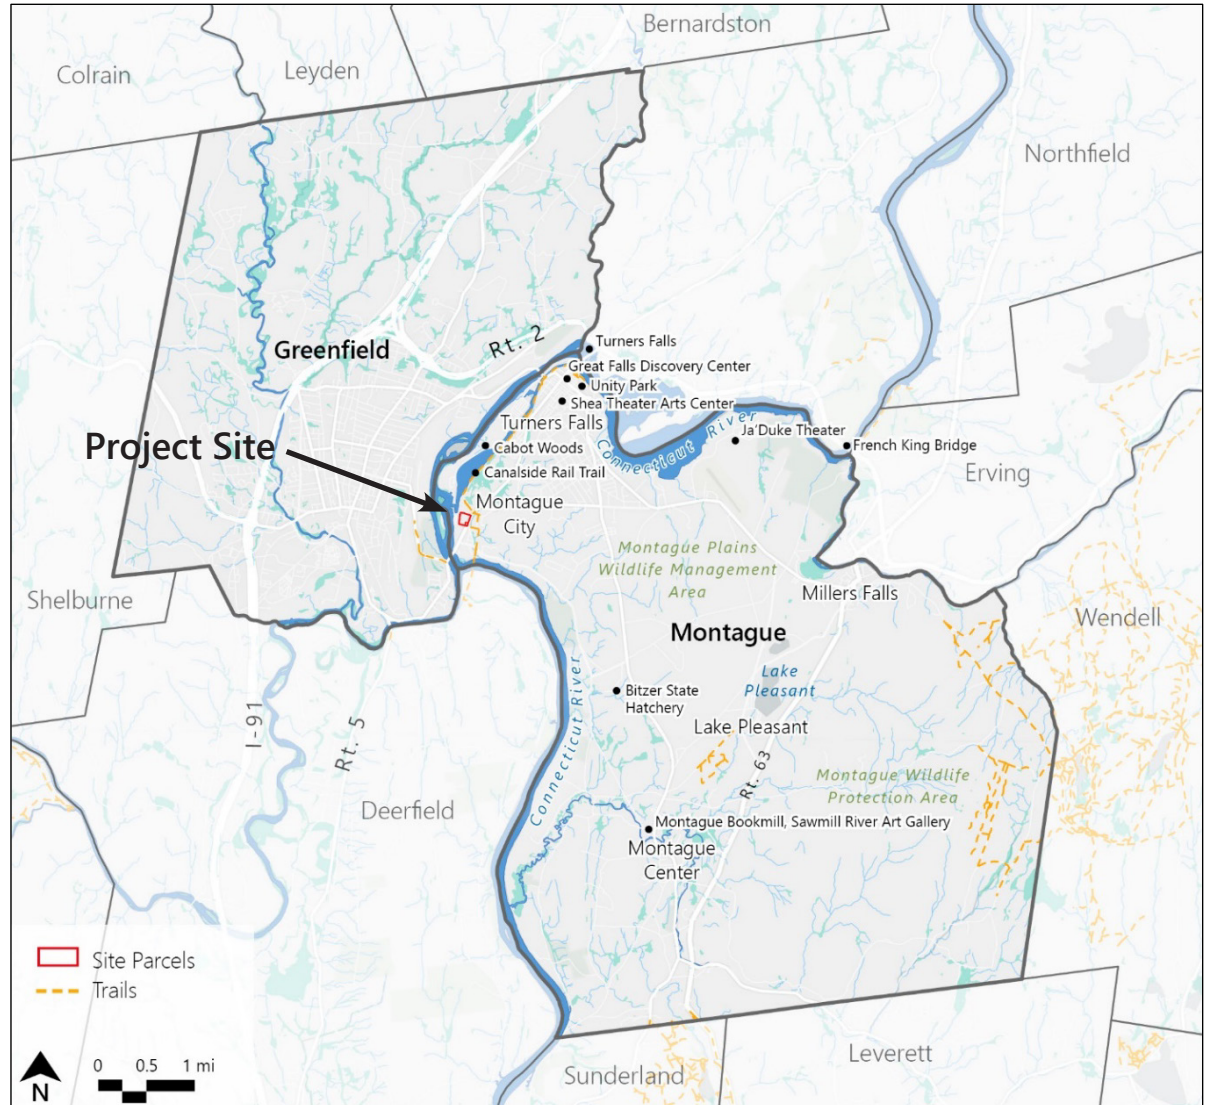 Bernardston
Colrain
Leyden
Northfield
Rt. 2
Turners Falls
Greenfield
Great Falls Discovery Center
Unity Park
Shea Theater Arts Center
Turners Falls
Connecticut River
Ja'Duke Theater
French King Bridge
Project Site
Cabot Woods
Canalside Rail Trail
Erving
Montague
City
Montague Plains
Wildlife Management
Area
Millers Falls
Shelburne
Wendell
Montague
Lake
Pleasant
Bitzer State
Hatchery
Connecticut River
I-91
Rt. 5
Lake Pleasant
Rt. 63
Montague Wildlife
Protection Area
Deerfield
Montague Bookmill, Sawmill River Art Gallery
Montague
Center
Site Parcels
Trails
Leverett
Sunderland
N
0 0.5 1 mi